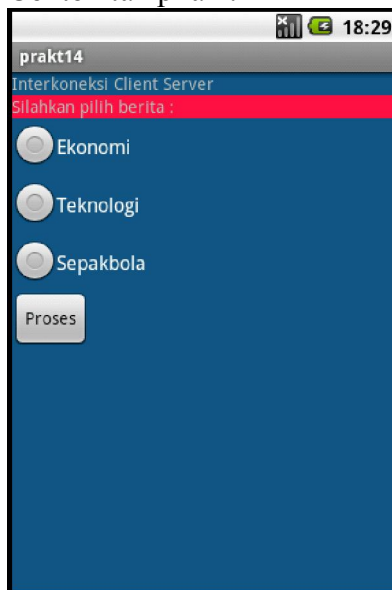 18:29
prakt14
Interkoneksi Client Server
Silahkan pilih berita :
Ekonomi
Teknologi
Sepakbola
Proses